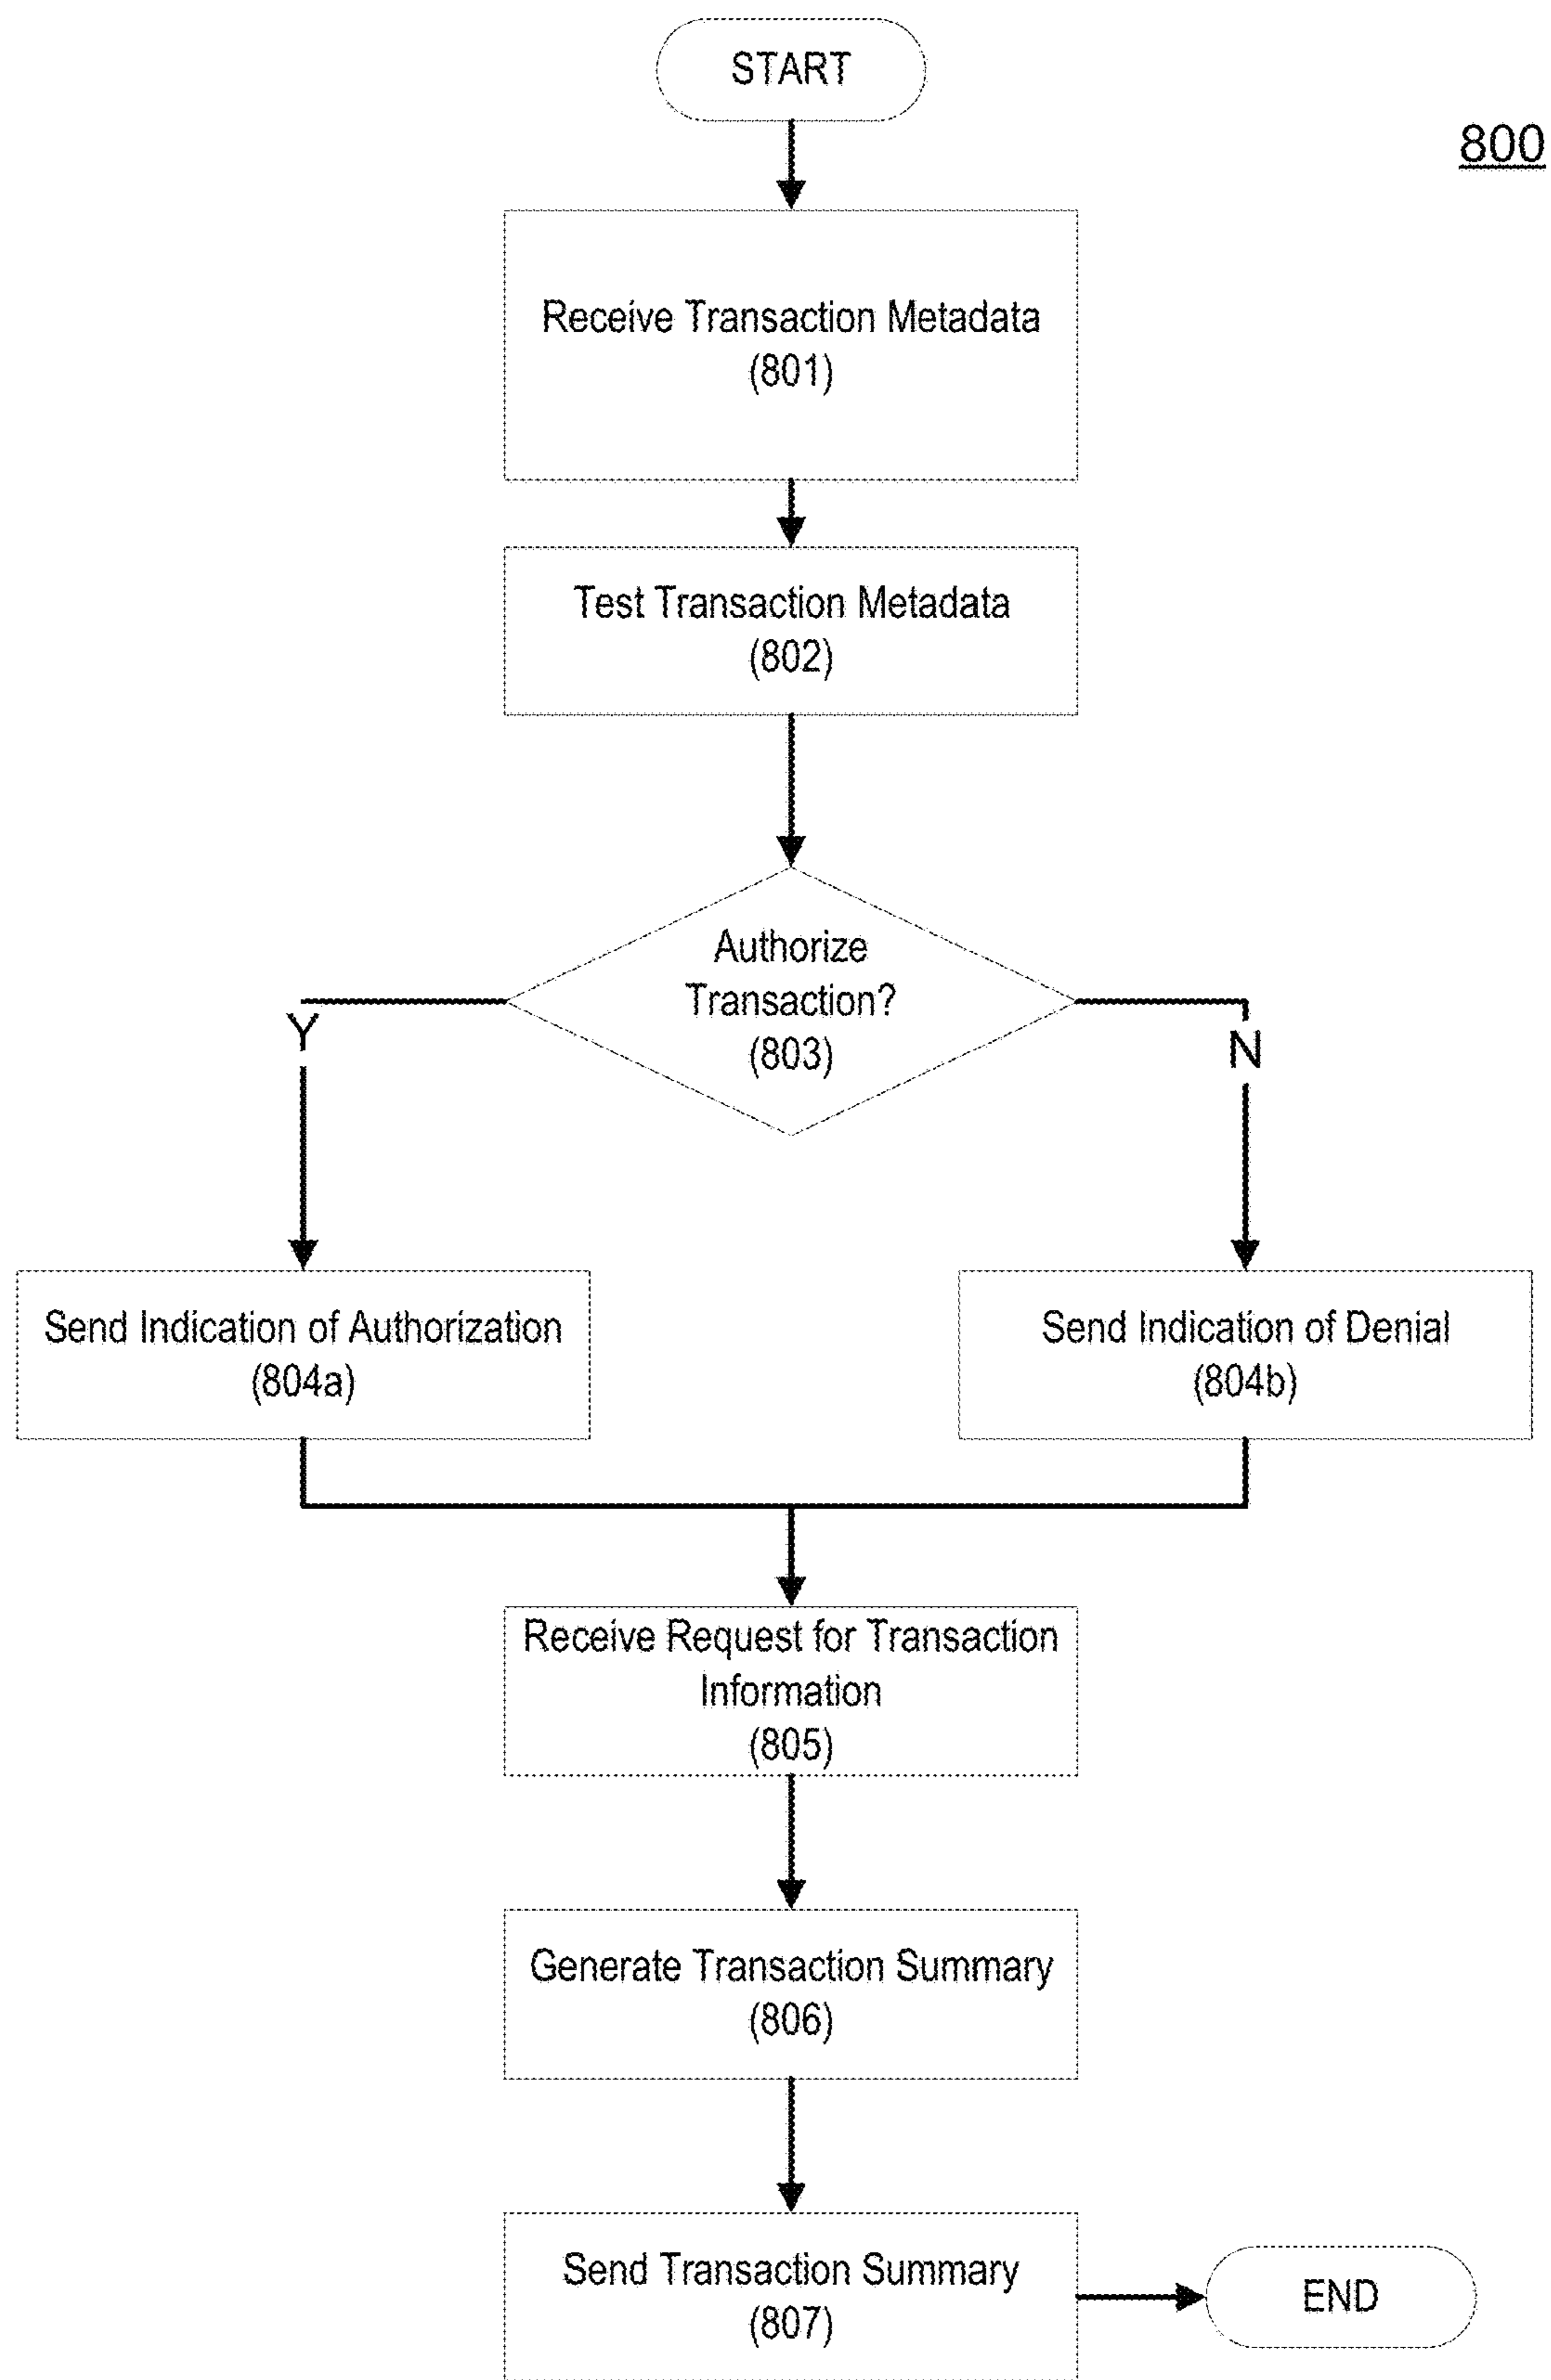 START
800
Receive Transaction Metadata
(801)
Test Transaction Metadata
(802)
Authorize
Transaction?
(803)
Y
N
Send Indication of Authorization
(804a)
Send Indication of Denial
(804b)
Receive Request for Transaction
Information
(805)
Generate Transaction Summary
(806)
Send Transaction Summary
(807)
END